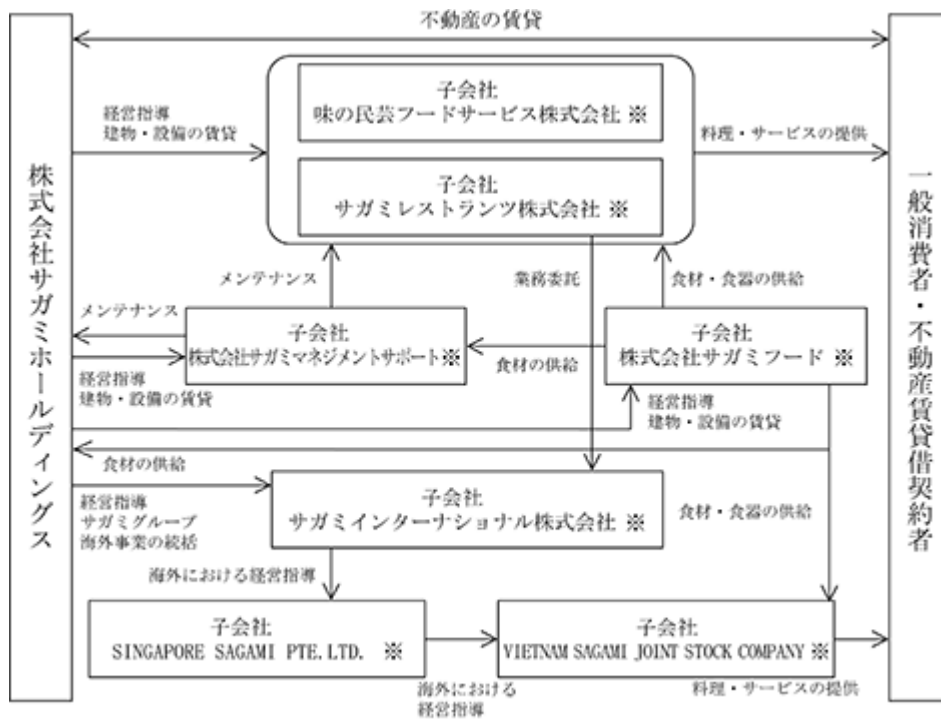 不動産の賃貸
株式会社サガミホールディングス
一般消費者・不動産賃貸借契約者
子会社
味の民芸フードサービス株式会社 ※
経営指導
建物・設備の賃貸
料理・サービスの提供
子会社
サガミレストランツ株式会社 ※
メンテナンス
業務委託
食材・食器の供給
メンテナンス
子会社
株式会社サガミマネジメントサポート※
食材の供給
子会社
株式会社サガミフード ※
経営指導
建物・設備の賃貸
経営指導
建物・設備の賃貸
食材の供給
経営指導
サガミグループ
海外事業の統括
子会社
サガミインターナショナル株式会社 ※
食材・食器の供給
海外における経営指導
子会社
SINGAPORE SAGAMI PTE.LTD. ※
子会社
VIETNAM SAGAMI JOINT STOCK COMPANY ※
海外における
経営指導
料理・サービスの提供